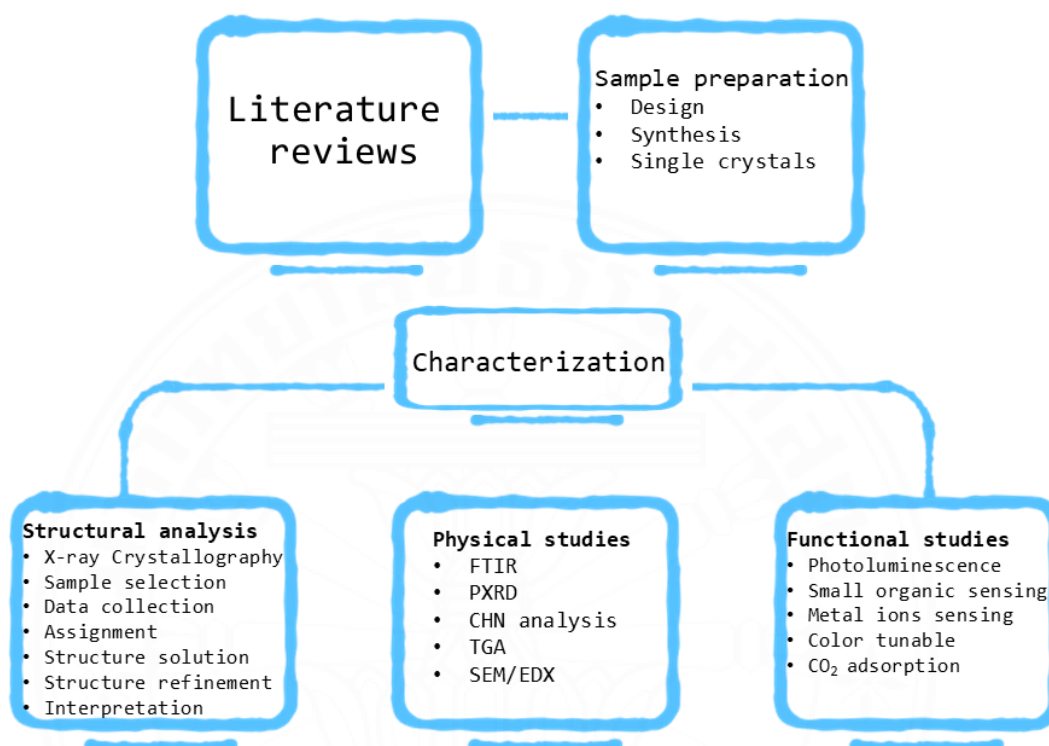 Literature
reviews
Sample preparation
• Design
• Synthesis
• Single crystals
Characterization
Structural analysis
• X-ray Crystallography
• Sample selection
• Data collection
• Assignment
• Structure solution
• Structure refinement
• Interpretation
Physical studies
• FTIR
• PXRD
• CHN analysis
• TGA
• SEM/EDX
Functional studies
• Photoluminescence
• Small organic sensing
• Metal ions sensing
• Color tunable
• CO₂ adsorption